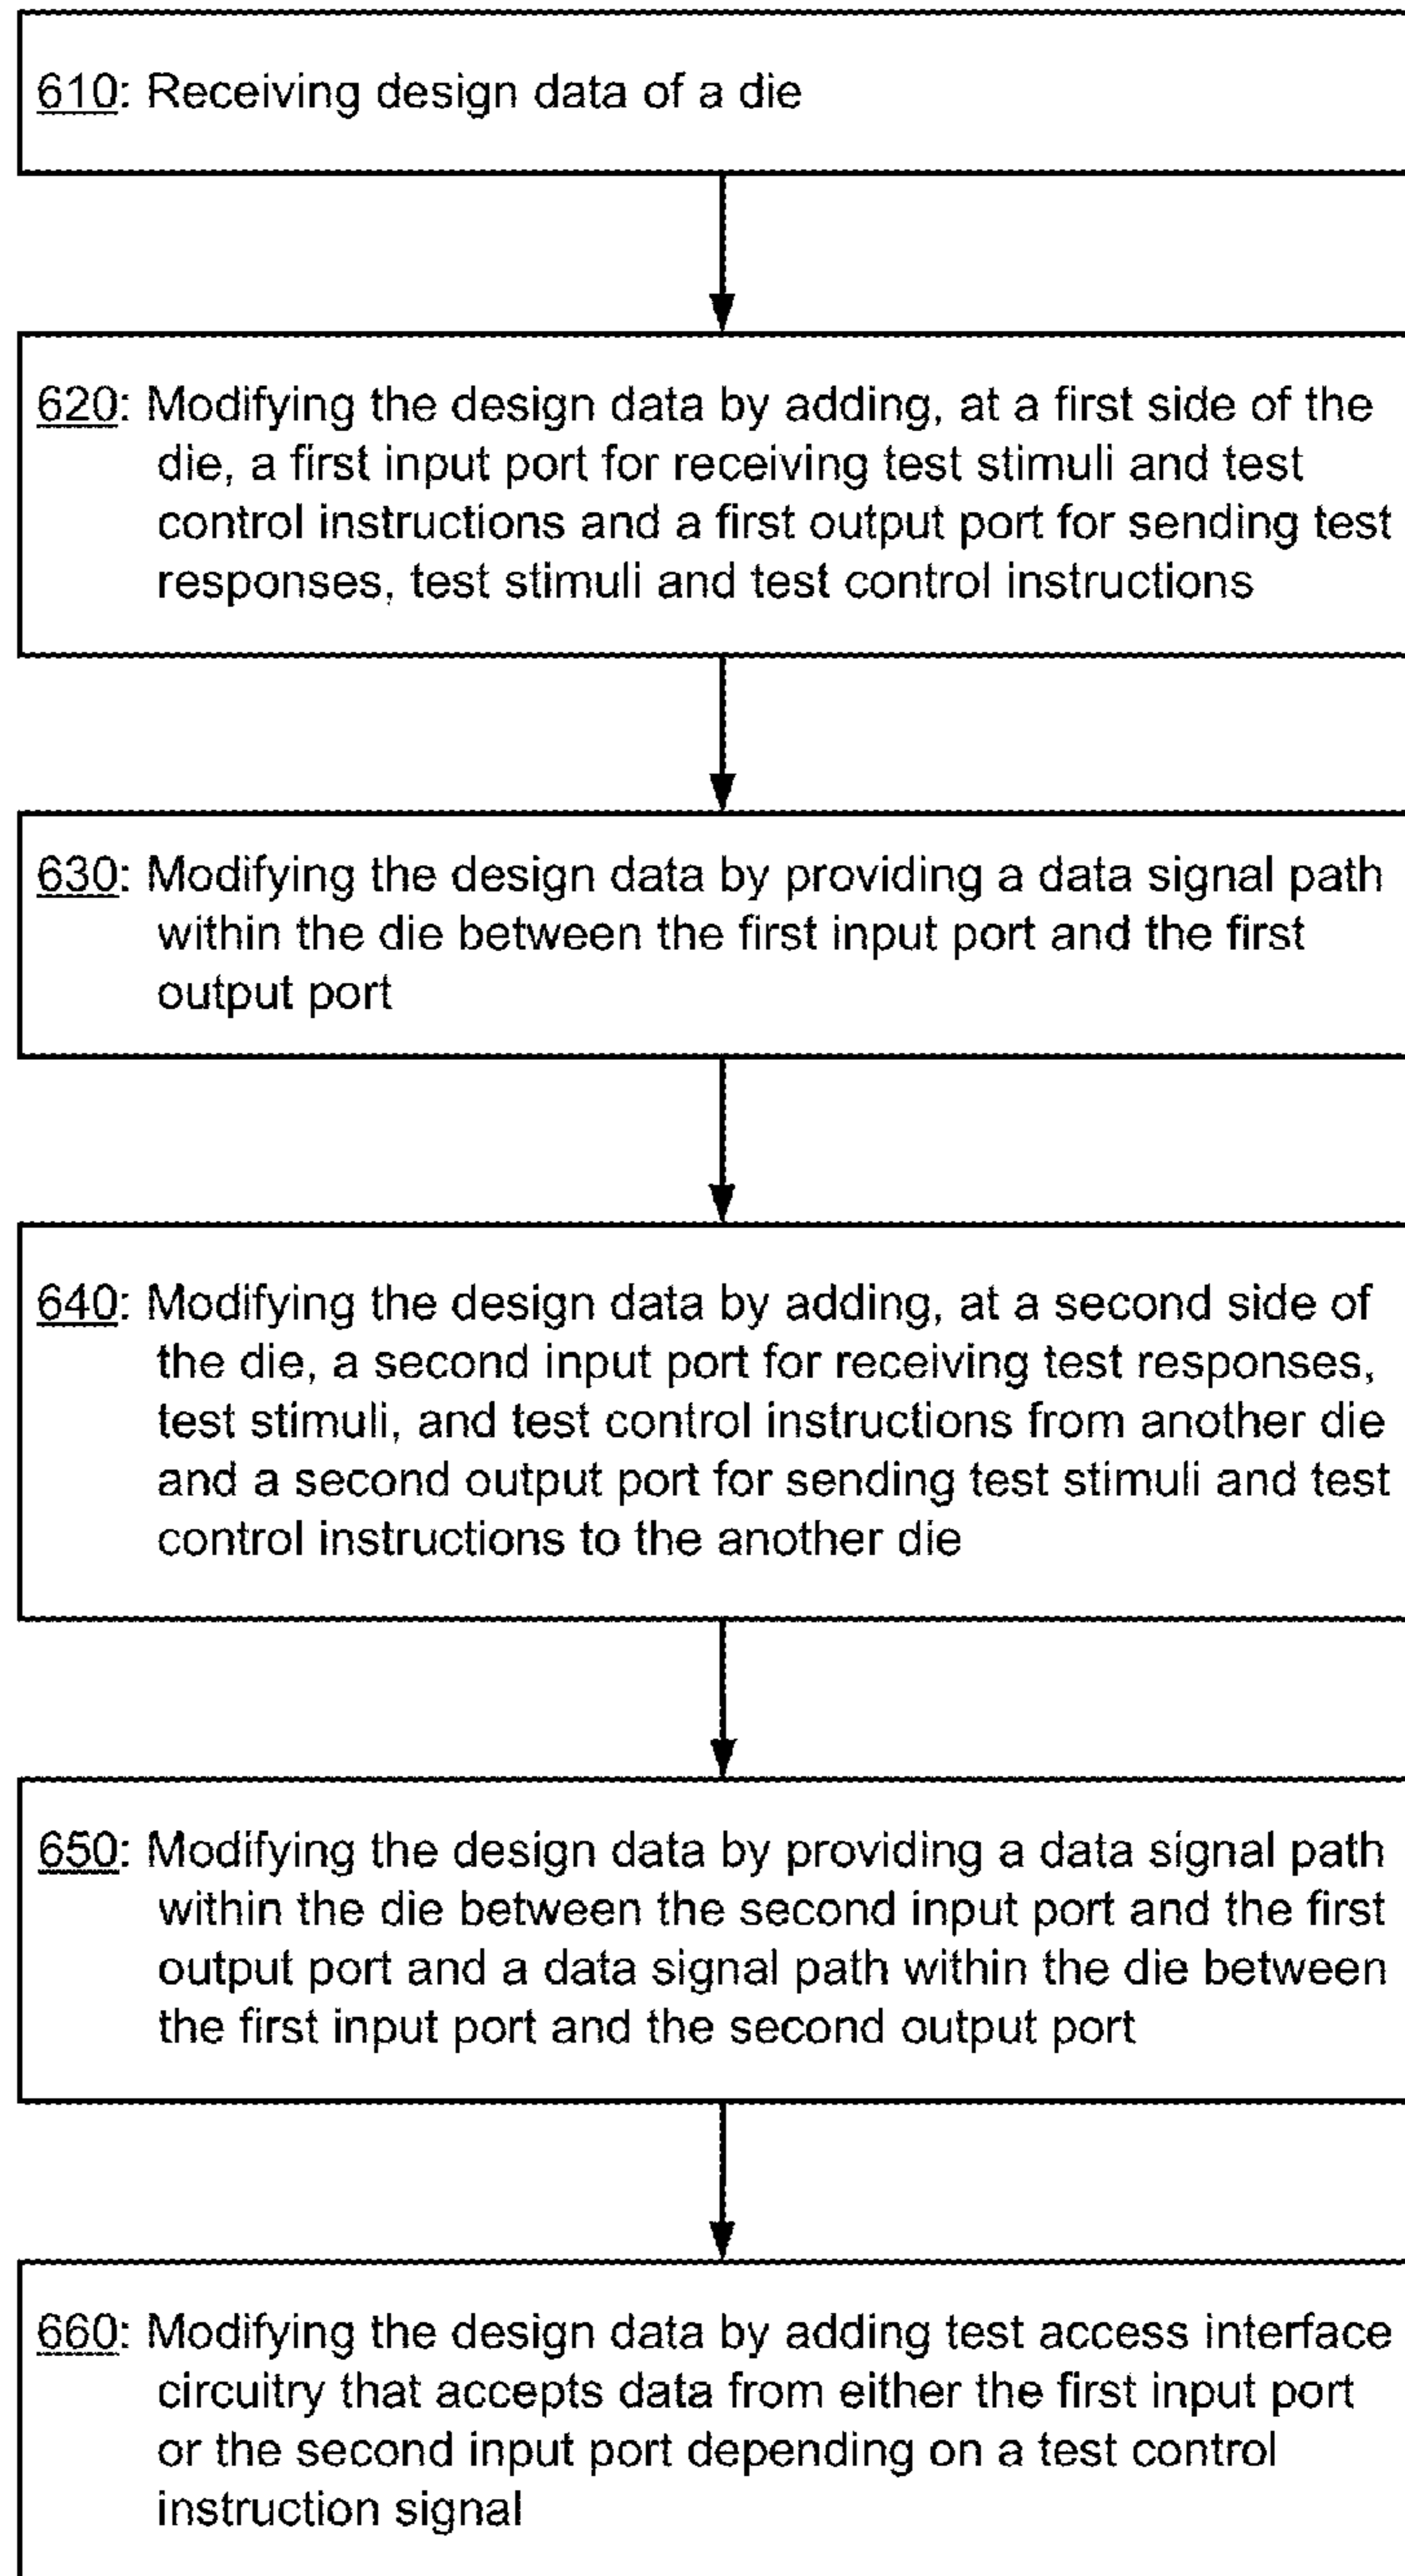 610: Receiving design data of a die
620: Modifying the design data by adding, at a first side of the
die, a first input port for receiving test stimuli and test
control instructions and a first output port for sending test
responses, test stimuli and test control instructions
630: Modifying the design data by providing a data signal path
within the die between the first input port and the first
output port
640: Modifying the design data by adding, at a second side of
the die, a second input port for receiving test responses,
test stimuli, and test control instructions from another die
and a second output port for sending test stimuli and test
control instructions to the another die
650: Modifying the design data by providing a data signal path
within the die between the second input port and the first
output port and a data signal path within the die between
the first input port and the second output port
660: Modifying the design data by adding test access interface
circuitry that accepts data from either the first input port
or the second input port depending on a test control
instruction signal